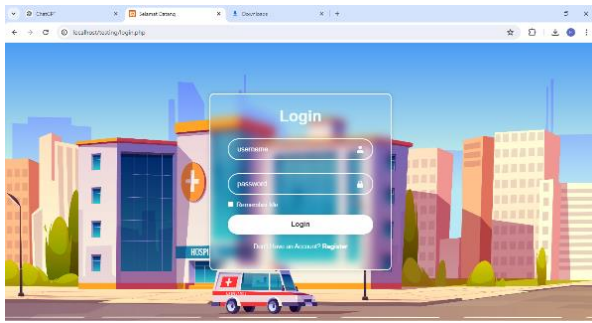 ChatGPT
Selamat Datang
Downloads
localhost/testing/login.php
Login
username
password
Remember Me
Login
Don't Have an Account? Register
HOSPI